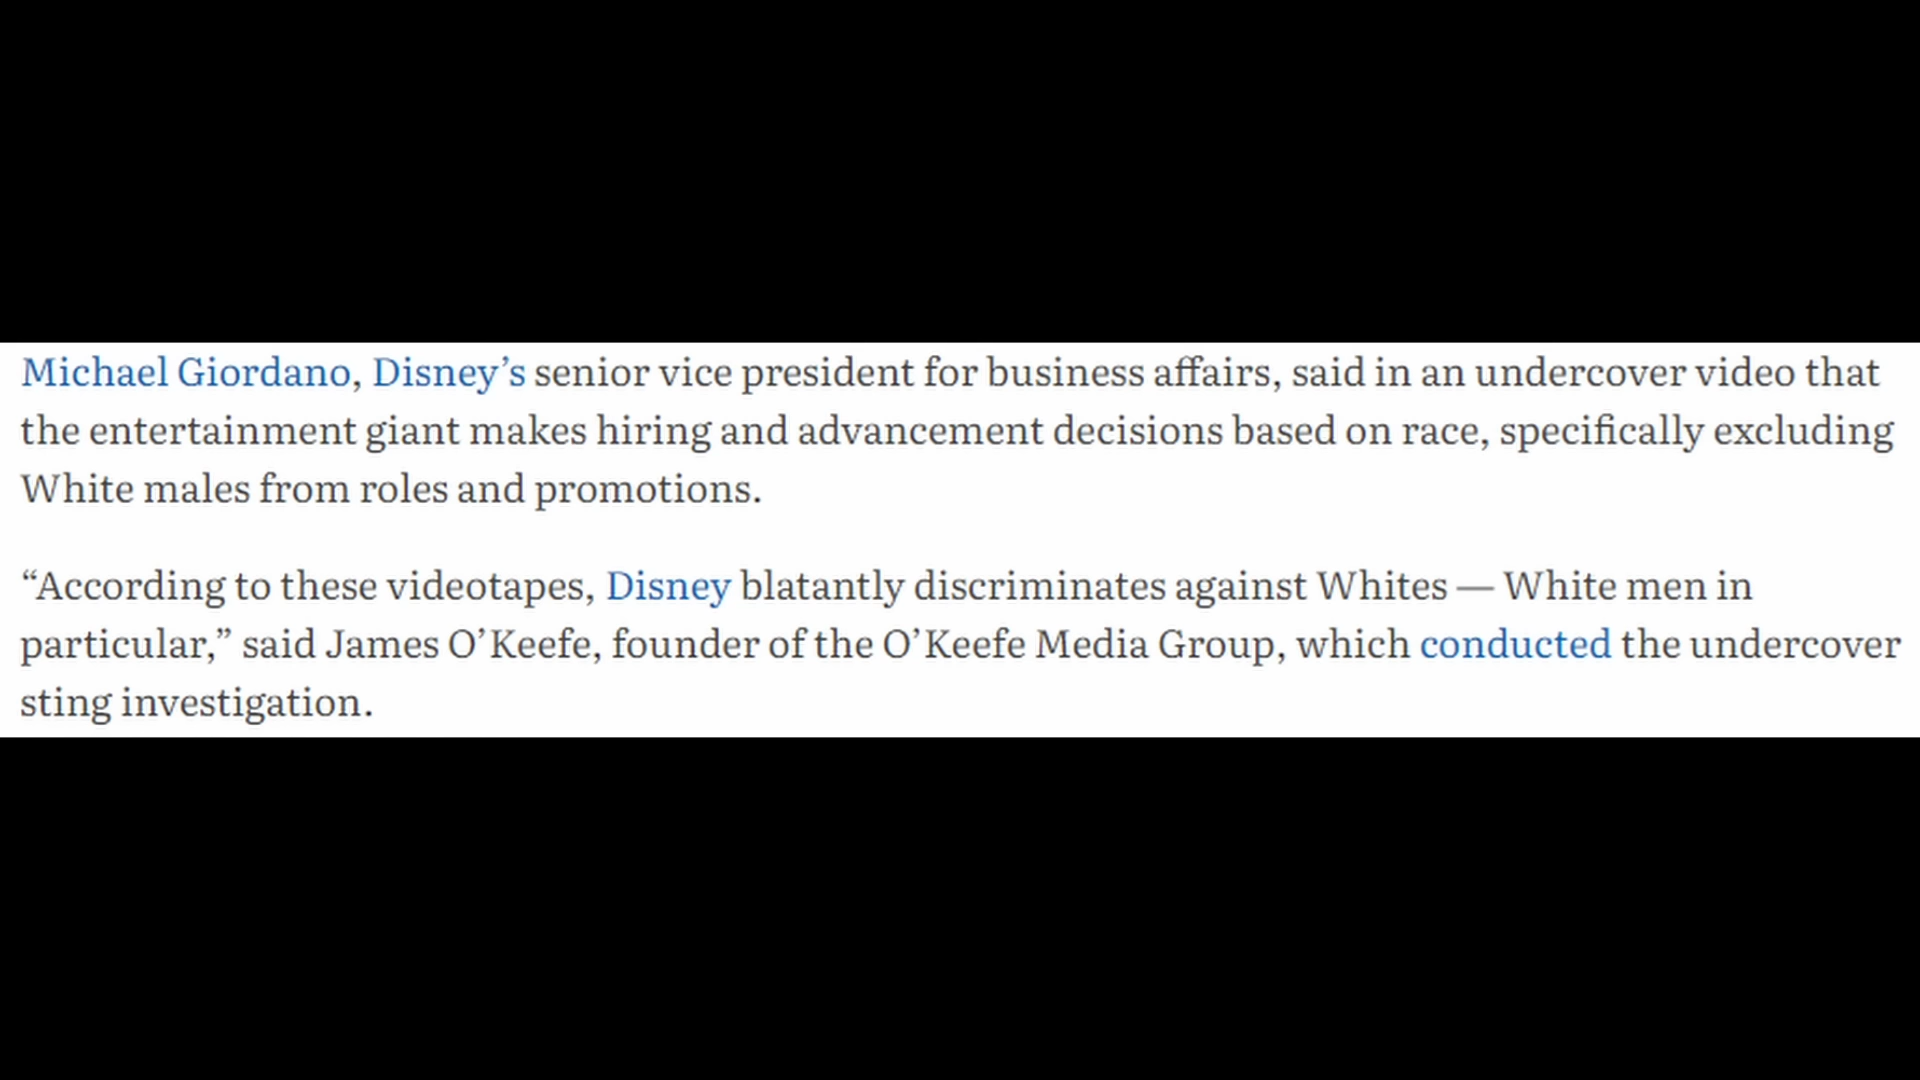 Michael Giordano, Disney’s senior vice president for business affairs, said in an undercover video that
the entertainment giant makes hiring and advancement decisions based on race, specifically excluding
White males from roles and promotions.
“According to these videotapes, Disney blatantly discriminates against Whites — White men in
particular,” said James O’Keefe, founder of the O’Keefe Media Group, which conducted the undercover
sting investigation.